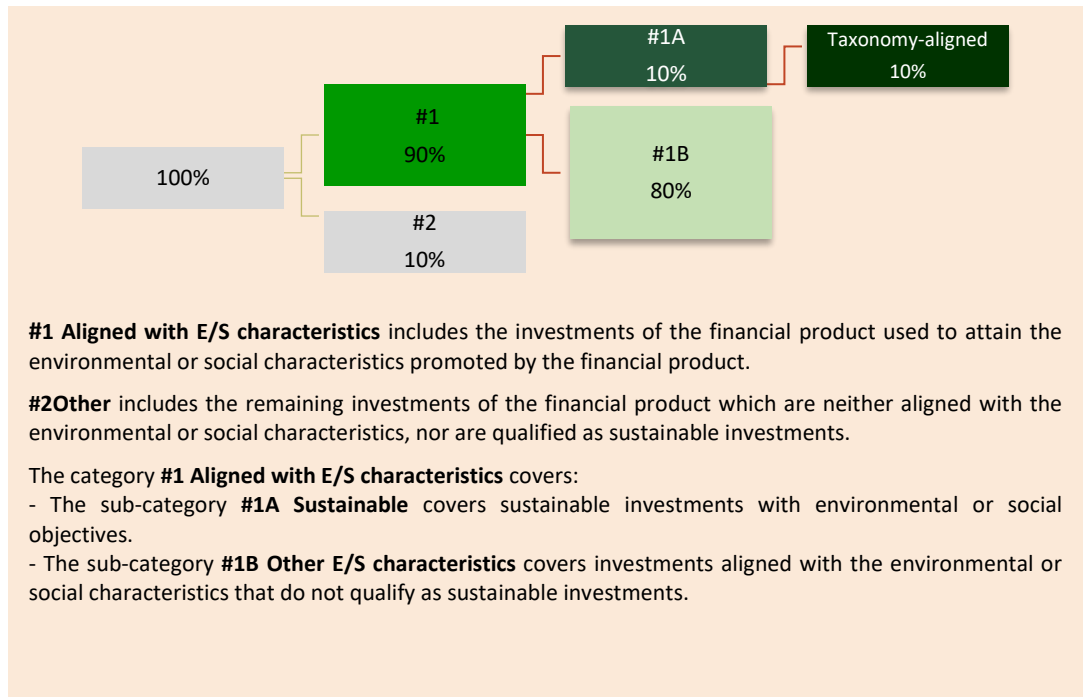 #1A
10%
Taxonomy-aligned
10%
#1
90%
#1B
80%
100%
#2
10%
#1 Aligned with E/S characteristics includes the investments of the financial product used to attain the
environmental or social characteristics promoted by the financial product.
#2Other includes the remaining investments of the financial product which are neither aligned with the
environmental or social characteristics, nor are qualified as sustainable investments.
The category #1 Aligned with E/S characteristics covers:
- The sub-category #1A Sustainable covers sustainable investments with environmental or social
objectives.
- The sub-category #1B Other E/S characteristics covers investments aligned with the environmental or
social characteristics that do not qualify as sustainable investments.